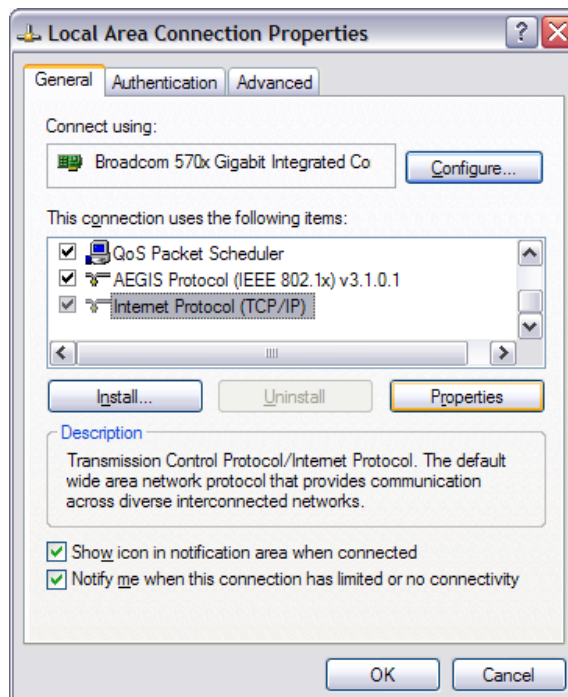 Local Area Connection Properties
General Authentication Advanced
Connect using:
Broadcom 570x Gigabit Integrated Co
Configure...
This connection uses the following items:
QoS Packet Scheduler
AEGIS Protocol (IEEE 802.1x) v3.1.0.1
Internet Protocol (TCP/IP)
Install... Uninstall Properties
Description
Transmission Control Protocol/Internet Protocol. The default
wide area network protocol that provides communication
across diverse interconnected networks.
Show icon in notification area when connected
Notify me when this connection has limited or no connectivity
OK Cancel